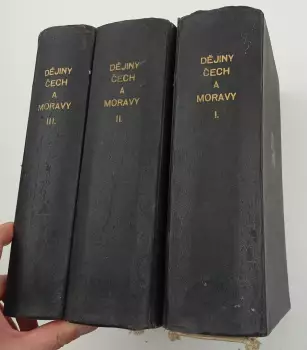 DĚJINY
ČECH
A
MORAVY
III.
DĚJINY
ČECH
A
MORAVY
II.
DĚJINY
ČECH
A
MORAVY
I.